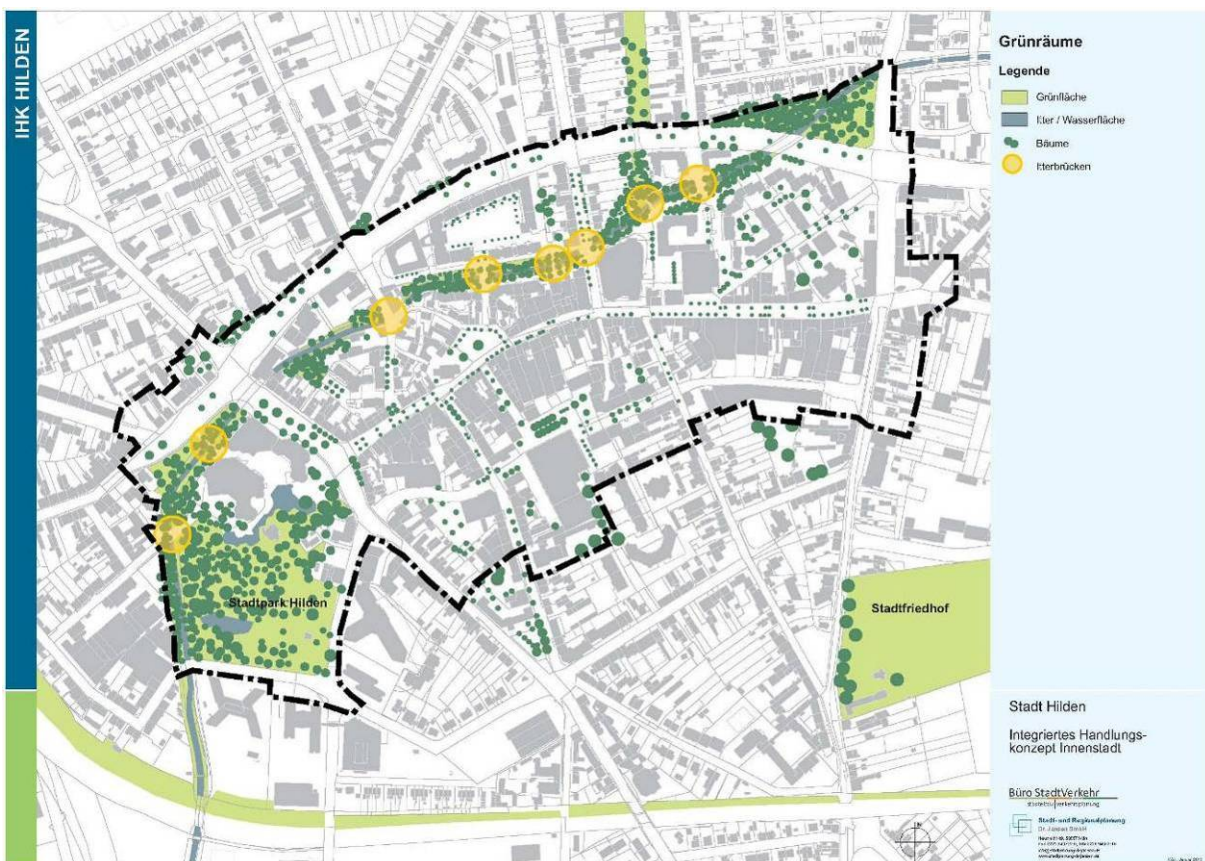 IHK HILDEN
Grünräume
Legende
Grünfläche
Itter / Wasserfläche
Bäume
Itterbrücken
Stadtpark Hilden
Stadtfriedhof
Stadt Hilden
Integriertes Handlungs-
konzept Innenstadt
Büro StadtVerkehr
Stadt- und Regionalplanung
Dr. Jansen GmbH